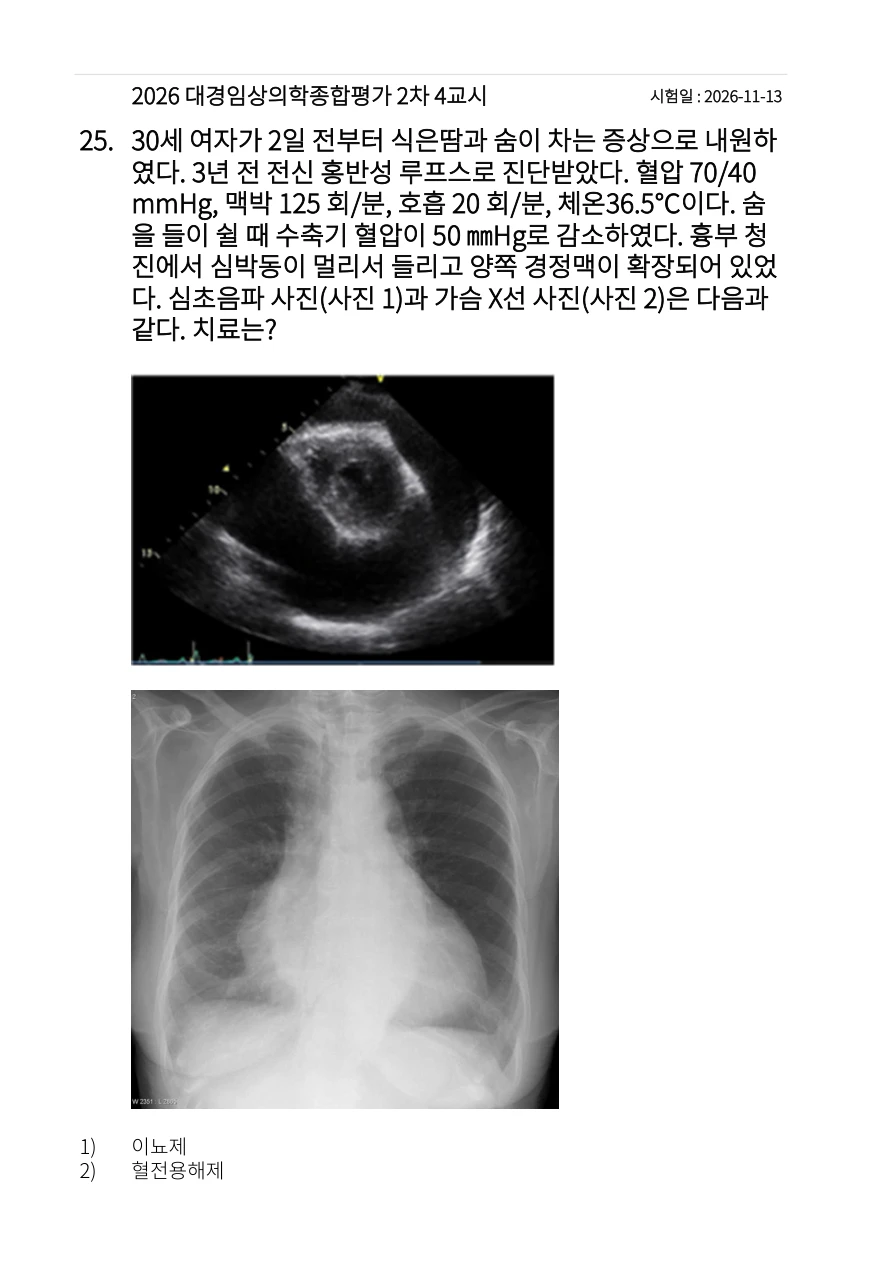 2026 대경임상의학종합평가 2차 4교시
시험일 : 2026-11-13
25. 30세 여자가 2일 전부터 식은땀과 숨이 차는 증상으로 내원하
였다. 3년 전 전신 홍반성 루프스로 진단받았다. 혈압 70/40
mmHg, 맥박 125 회/분, 호흡 20 회/분, 체온36.5℃이다. 숨
을 들이 쉴 때 수축기 혈압이 50 ㎜Hg로 감소하였다. 흉부 청
진에서 심박동이 멀리서 들리고 양쪽 경정맥이 확장되어 있었
다. 심초음파 사진(사진 1)과 가슴 X선 사진(사진 2)은 다음과
같다. 치료는?
5
10
15
2
1) 이뇨제
2) 혈전용해제